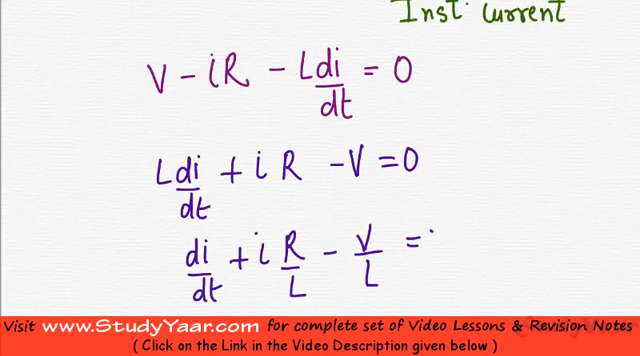 Inst. Current
V - iR - L di/dt = 0
L di/dt + i R - V = 0
di/dt + i R/L - V/L =
Visit www.StudyYaar.com for complete set of Video Lessons & Revision Notes
( Click on the Link in the Video Description given below )